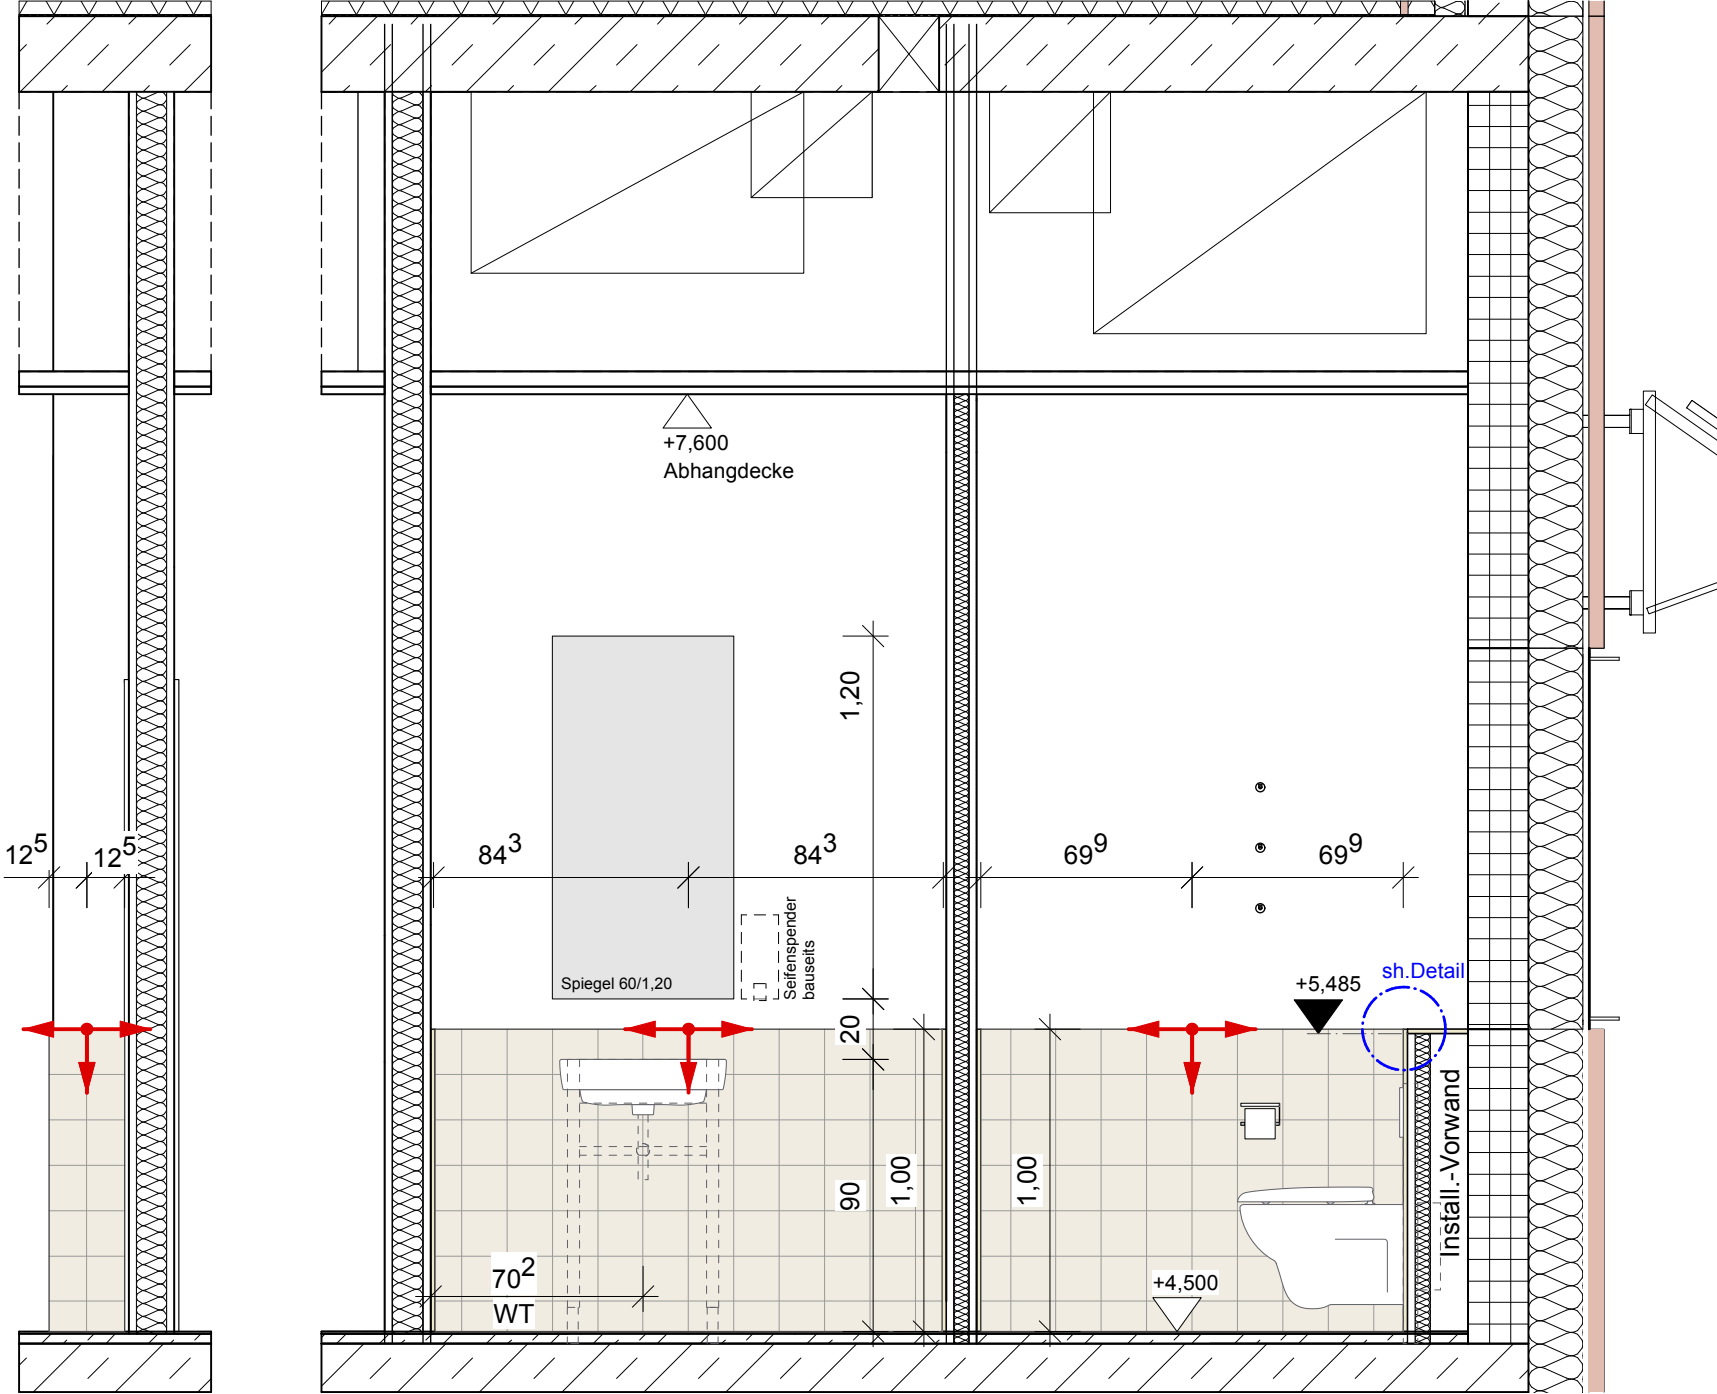 +7,600
Abhangdecke
1,20
12⁵
12⁵
84³
84³
69⁹
69⁹
Seifenspender
bauseits
Spiegel 60/1,20
sh.Detail
+5,485
20
Install.-Vorwand
90
1,00
1,00
70²
WT
+4,500